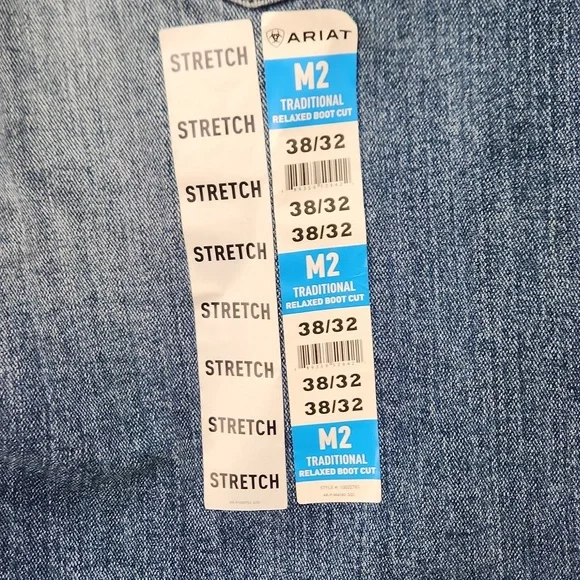 STRETCH
STRETCH
STRETCH
STRETCH
STRETCH
STRETCH
STRETCH
STRETCH
ARIAT
M2
TRADITIONAL
RELAXED BOOT CUT
38/32
38/32
38/32
M2
TRADITIONAL
RELAXED BOOT CUT
38/32
38/32
38/32
M2
TRADITIONAL
RELAXED BOOT CUT
STYLE #